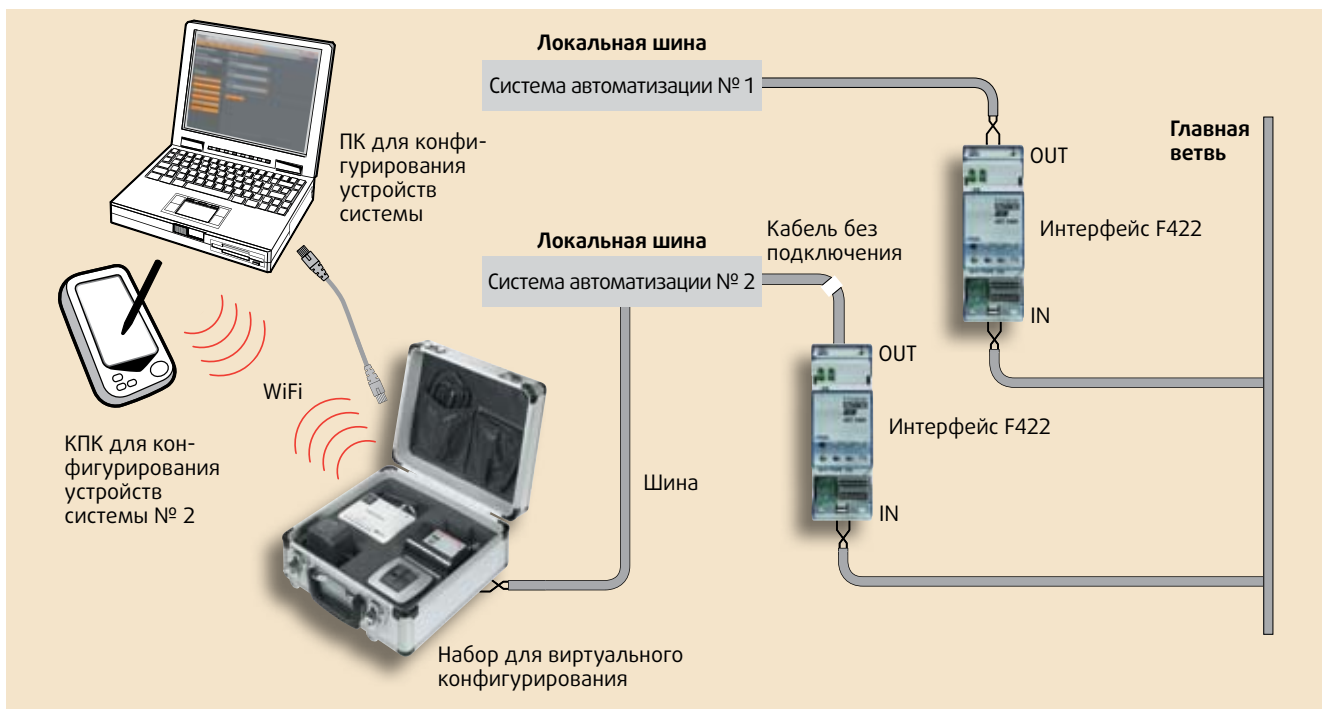 Локальная шина
Система автоматизации № 1
ПК для конфи-
гурирования
устройств
системы
OUT
Главная
ветвь
Интерфейс F422
IN
Локальная шина
Система автоматизации № 2
Кабель без
подключения
OUT
Интерфейс F422
IN
WiFi
КПК для кон-
фигурирования
устройств
системы № 2
Шина
Набор для виртуального
конфигурирования